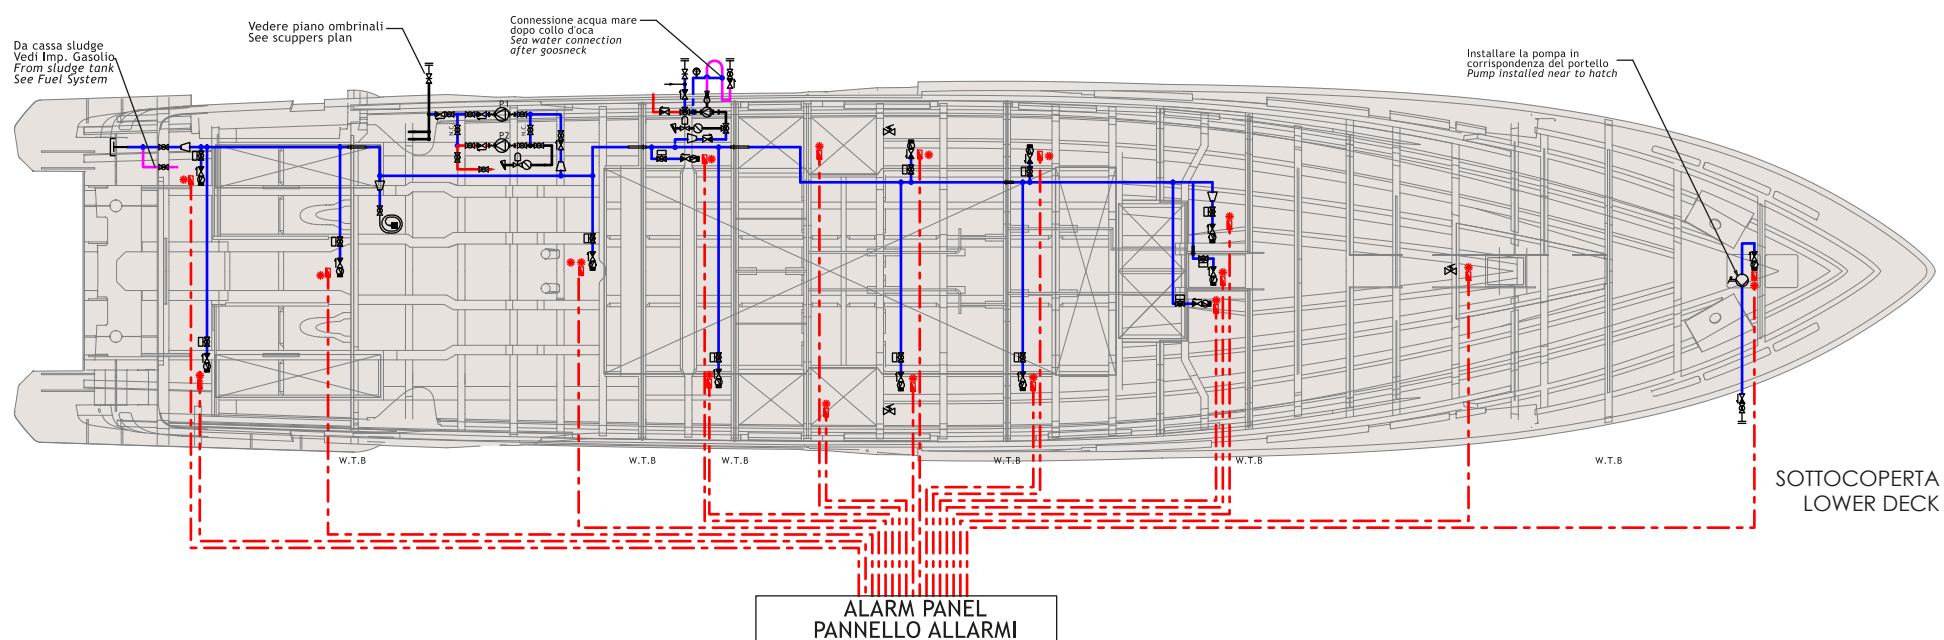 Da cassa sludge
Vedi Imp. Gasolio
From sludge tank
See Fuel System
Vedere piano ombrinali
See scuppers plan
Connessione acqua mare
dopo collo d'oca
Sea water connection
after goosneck
Installare la pompa in
corrispondenza del portello
Pump installed near to hatch
P1
N.C.
N.C.
P2
W.T.B
W.T.B
W.T.B
W.T.B
W.T.B
W.T.B
SOTTOCOPERTA
LOWER DECK
ALARM PANEL
PANNELLO ALLARMI